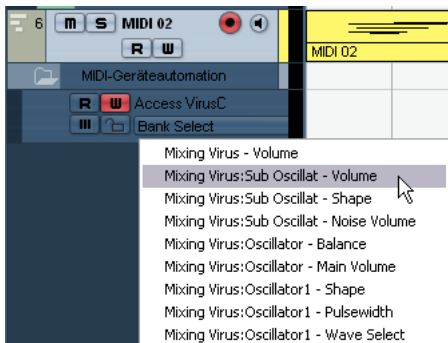 6 m S MIDI 02
R W
MIDI 02
MIDI-Geräteautomation
R W Access VirusC
Bank Select
Mixing Virus - Volume
Mixing Virus:Sub Oscillat - Volume
Mixing Virus:Sub Oscillat - Shape
Mixing Virus:Sub Oscillat - Noise Volume
Mixing Virus:Oscillator - Balance
Mixing Virus:Oscillator - Main Volume
Mixing Virus:Oscillator1 - Shape
Mixing Virus:Oscillator1 - Pulsewidth
Mixing Virus:Oscillator1 - Wave Select